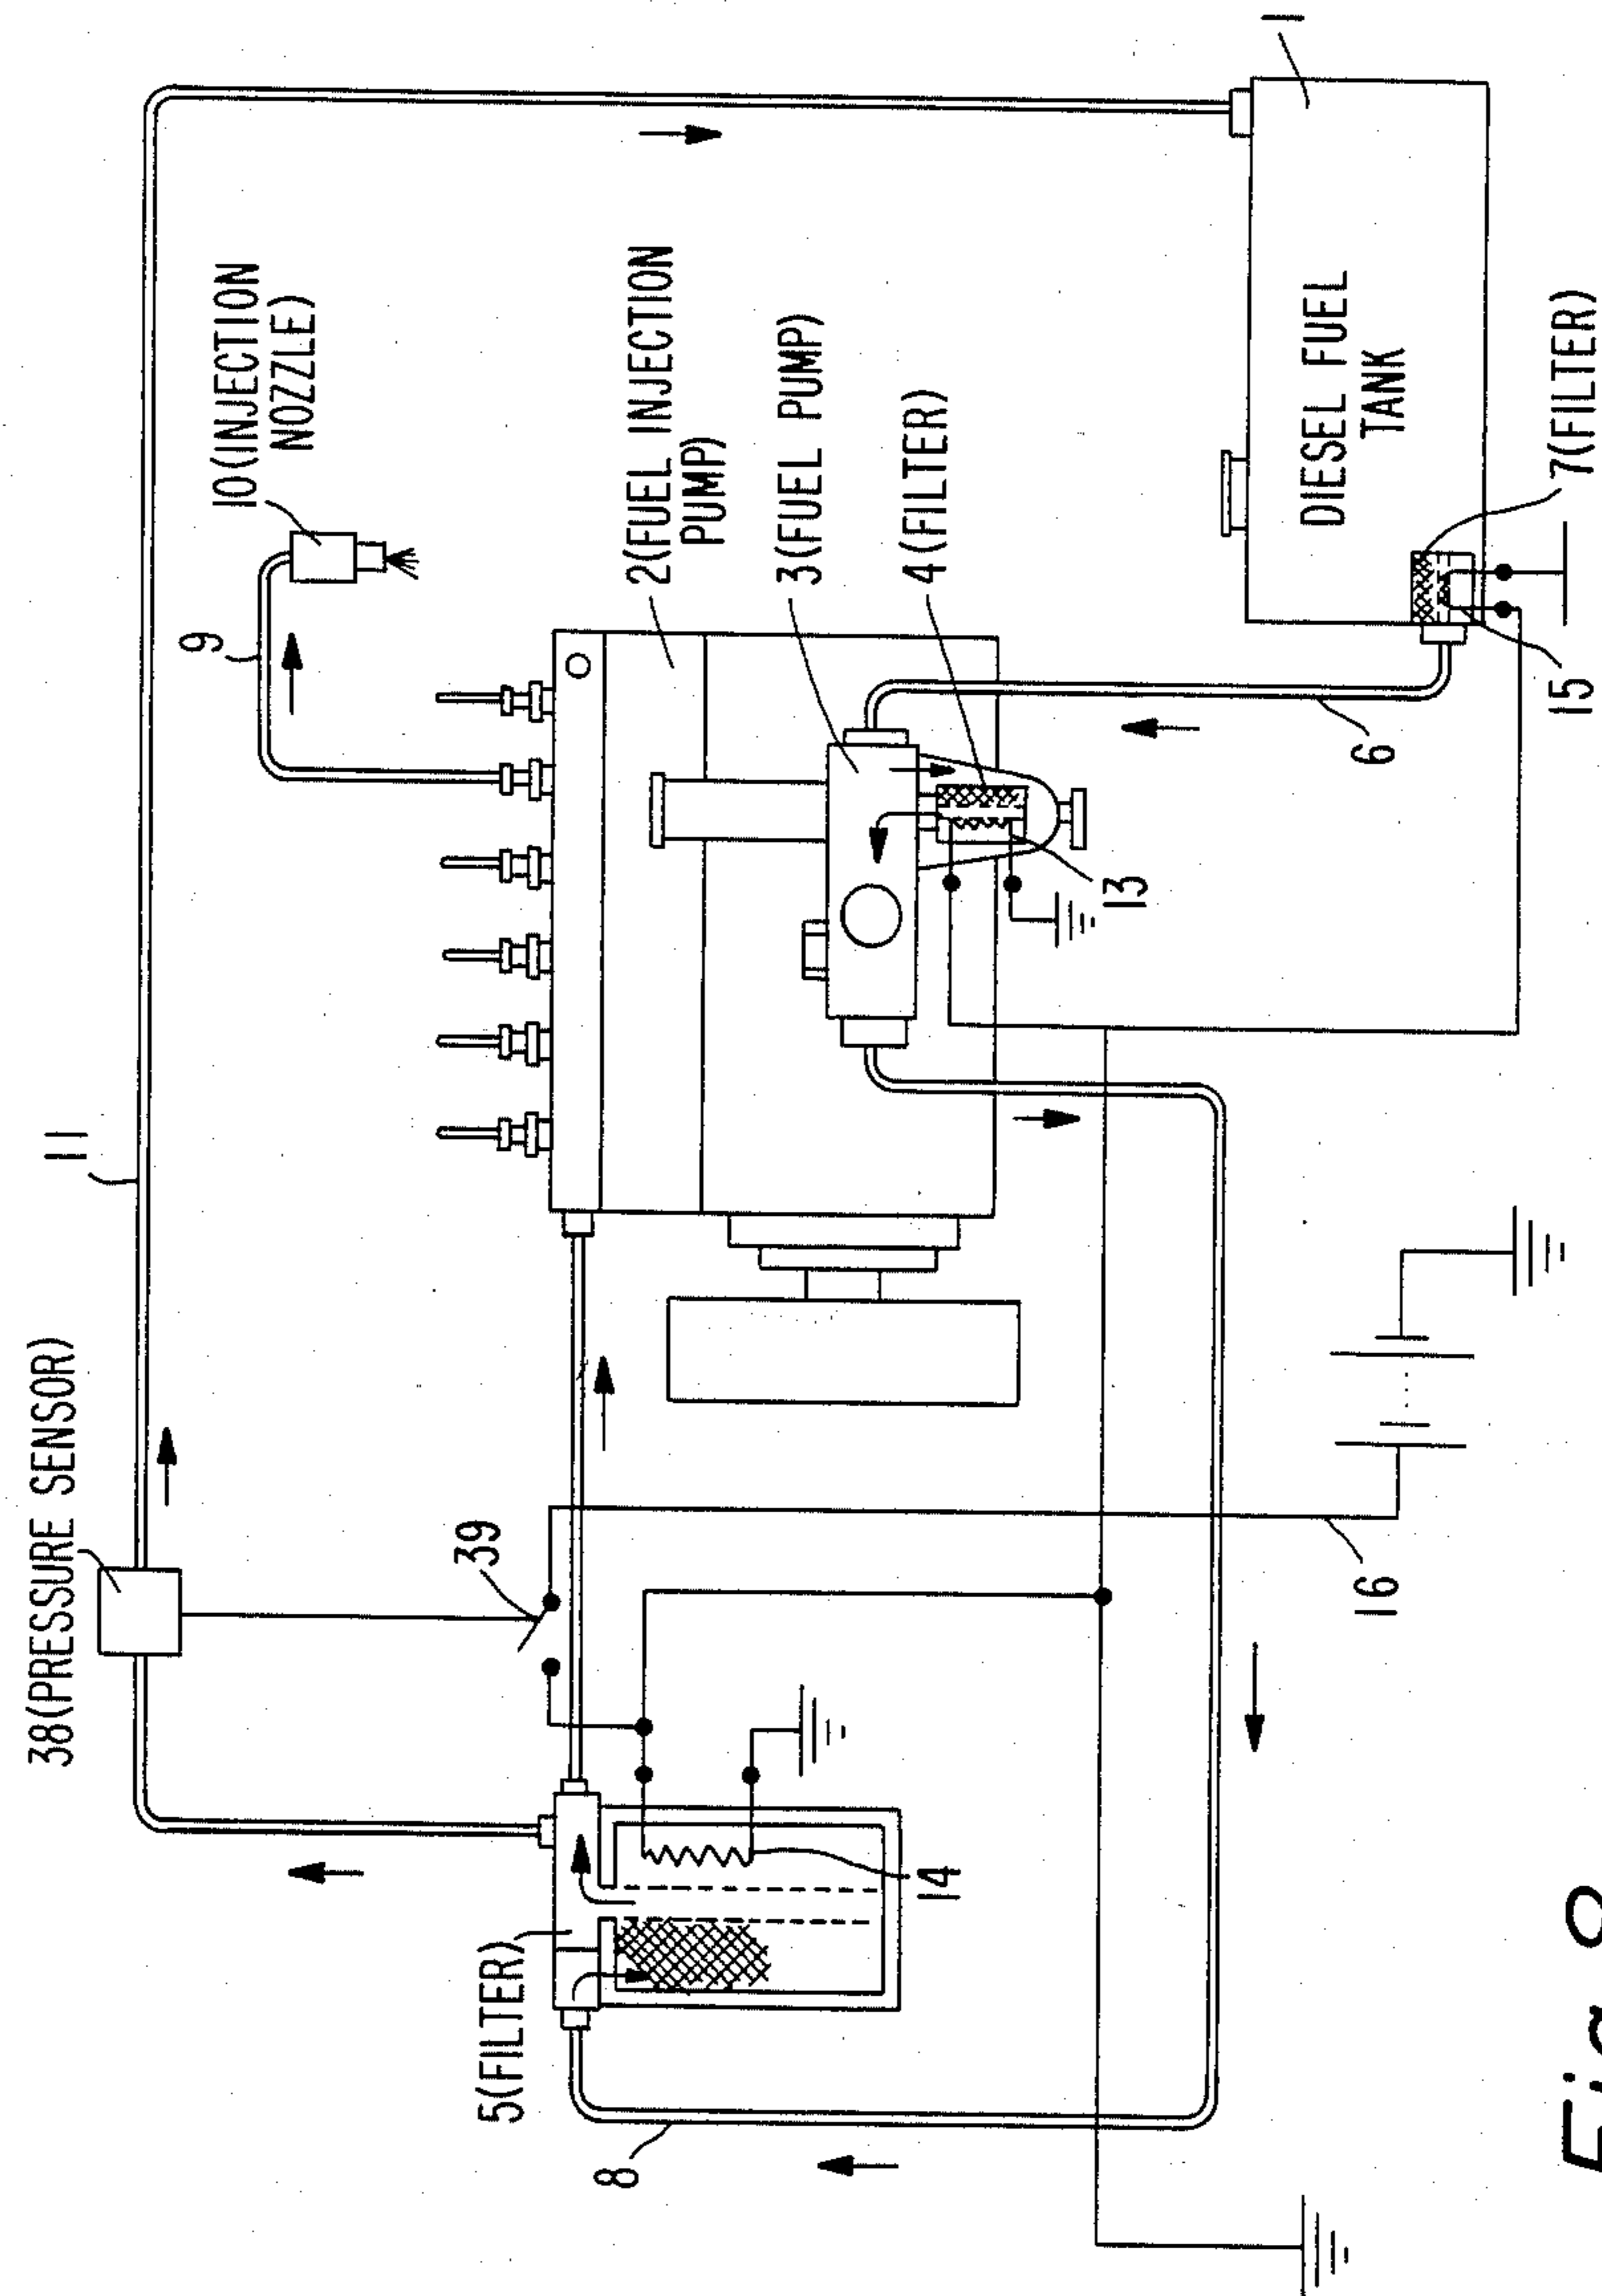 38(PRESSURE SENSOR)
11
9
10(INJECTION
NOZZLE)
39
2(FUEL INJECTION
PUMP)
3(FUEL PUMP)
4(FILTER)
5(FILTER)
8
14
13
1
DIESEL FUEL
TANK
16
6
15
7(FILTER)
Fig.